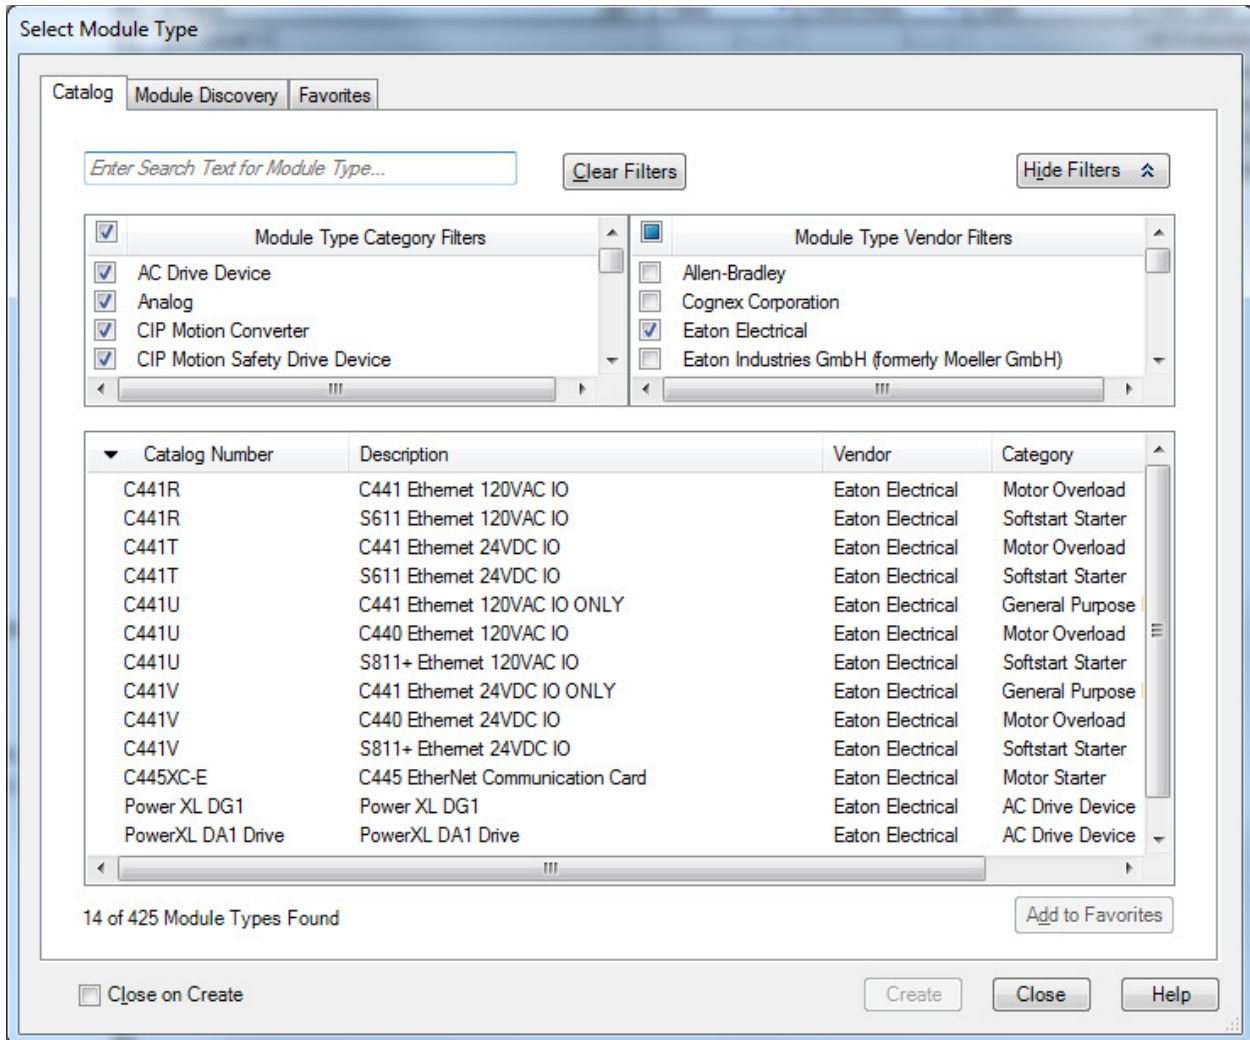 Select Module Type
Catalog Module Discovery Favorites
Enter Search Text for Module Type... Clear Filters Hide Filters
Module Type Category Filters Module Type Vendor Filters
AC Drive Device Allen-Bradley
Analog Cognex Corporation
CIP Motion Converter Eaton Electrical
CIP Motion Safety Drive Device Eaton Industries GmbH (formerly Moeller GmbH)
Catalog Number Description Vendor Category
C441R C441 Ethernet 120VAC IO Eaton Electrical Motor Overload
C441R S611 Ethernet 120VAC IO Eaton Electrical Softstart Starter
C441T C441 Ethernet 24VDC IO Eaton Electrical Motor Overload
C441T S611 Ethernet 24VDC IO Eaton Electrical Softstart Starter
C441U C441 Ethernet 120VAC IO ONLY Eaton Electrical General Purpose
C441U C440 Ethernet 120VAC IO Eaton Electrical Motor Overload
C441U S811+ Ethernet 120VAC IO Eaton Electrical Softstart Starter
C441V C441 Ethernet 24VDC IO ONLY Eaton Electrical General Purpose
C441V C440 Ethernet 24VDC IO Eaton Electrical Motor Overload
C441V S811+ Ethernet 24VDC IO Eaton Electrical Softstart Starter
C445XC-E C445 EtherNet Communication Card Eaton Electrical Motor Starter
Power XL DG1 Power XL DG1 Eaton Electrical AC Drive Device
PowerXL DA1 Drive PowerXL DA1 Drive Eaton Electrical AC Drive Device
14 of 425 Module Types Found Add to Favorites
Close on Create Create Close Help